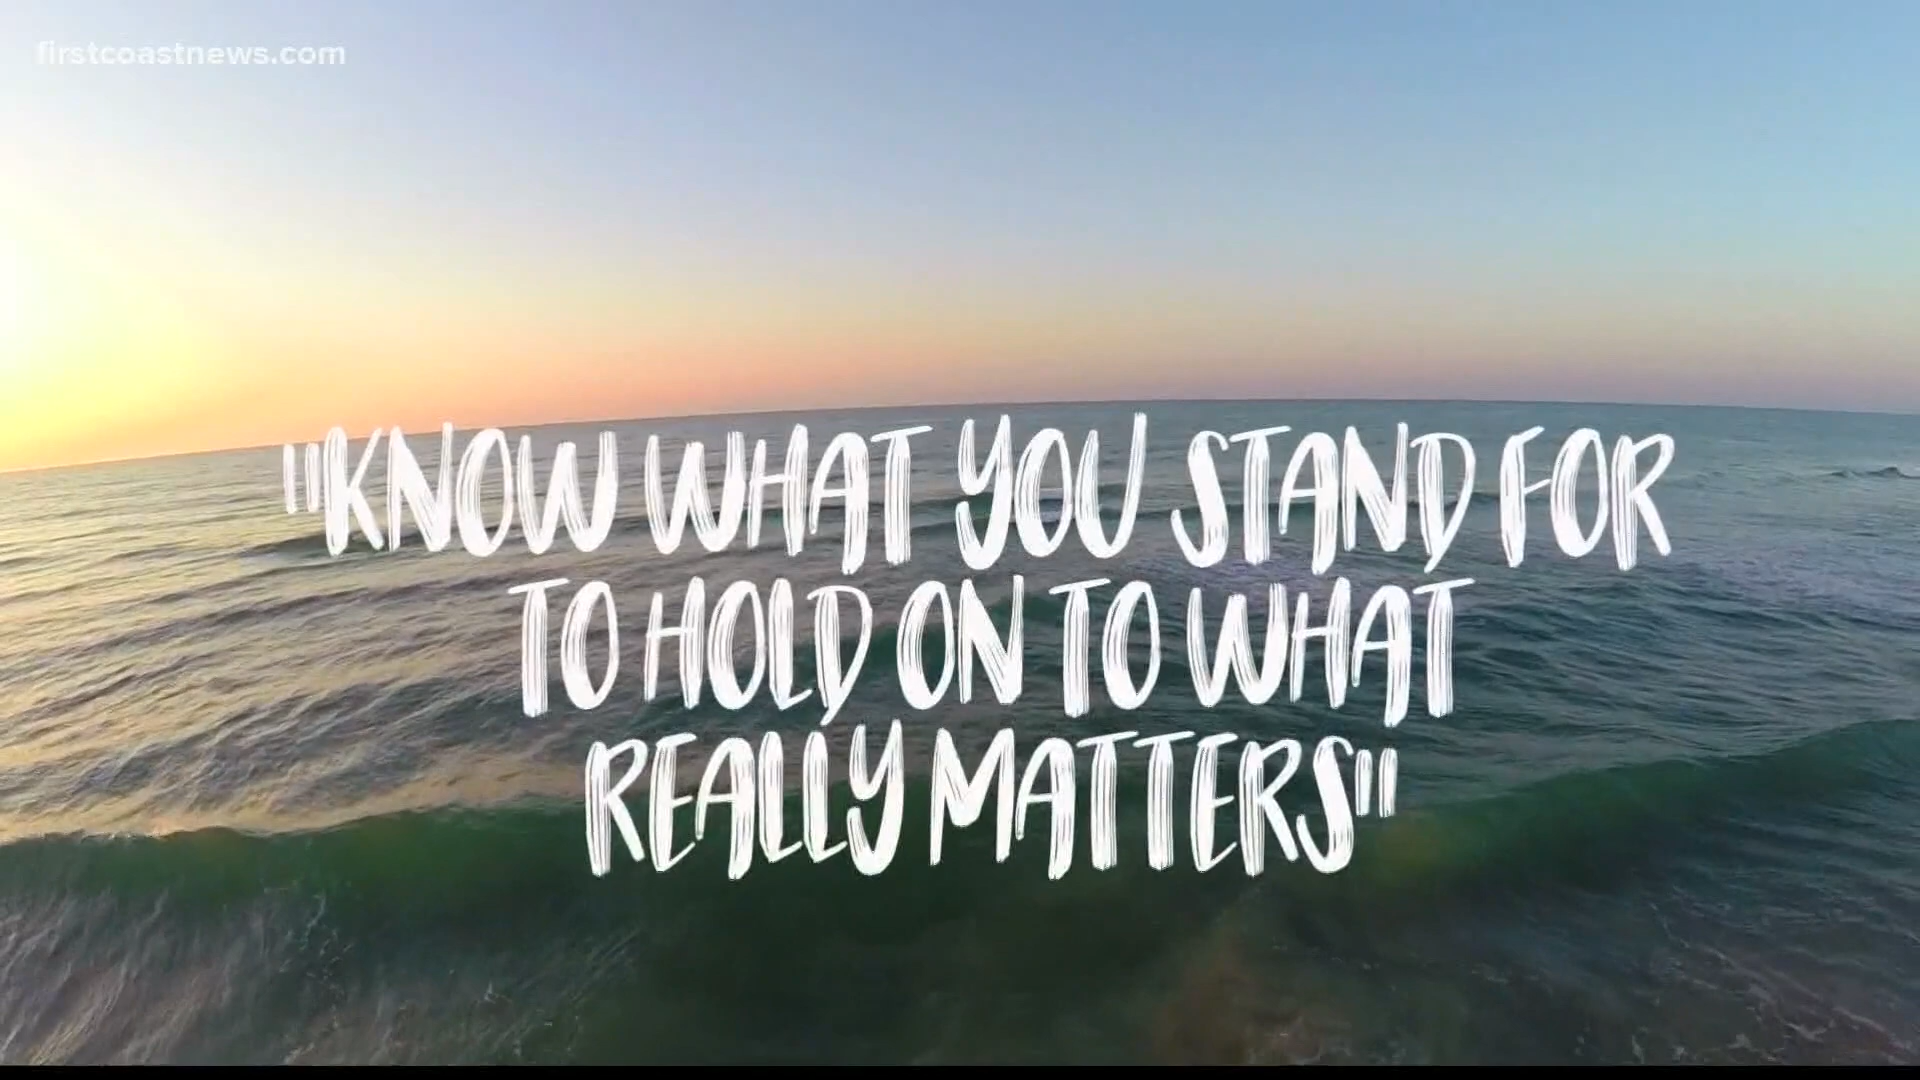 firstcoastnews.com
"KNOW WHAT YOU STAND FOR
TO HOLD ON TO WHAT
REALLY MATTERS"